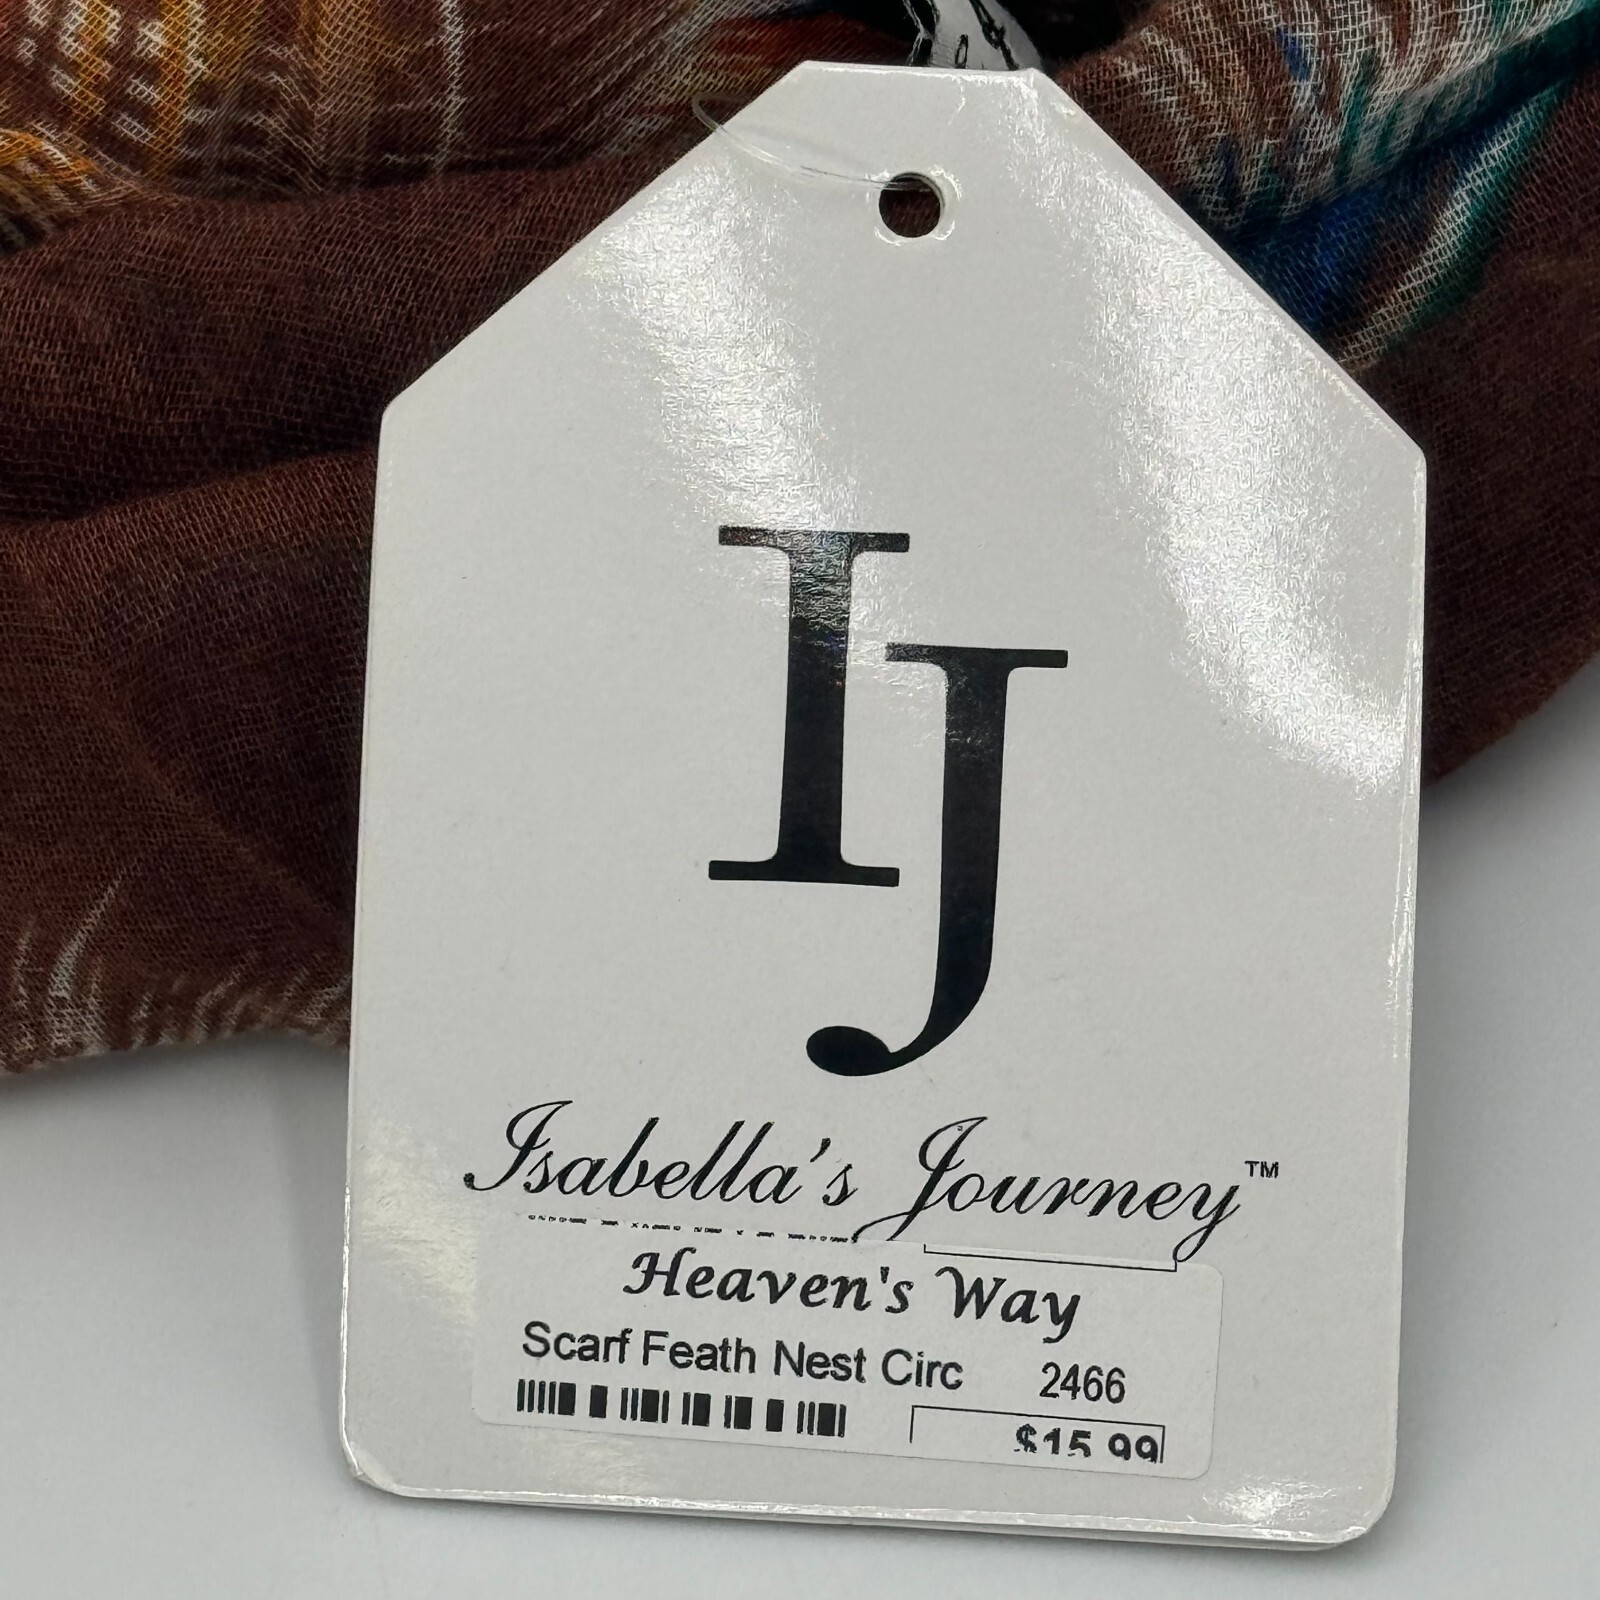 IJ
Isabella's Journey™
Heaven's Way
Scarf Feath Nest Circ 2466
$15.99